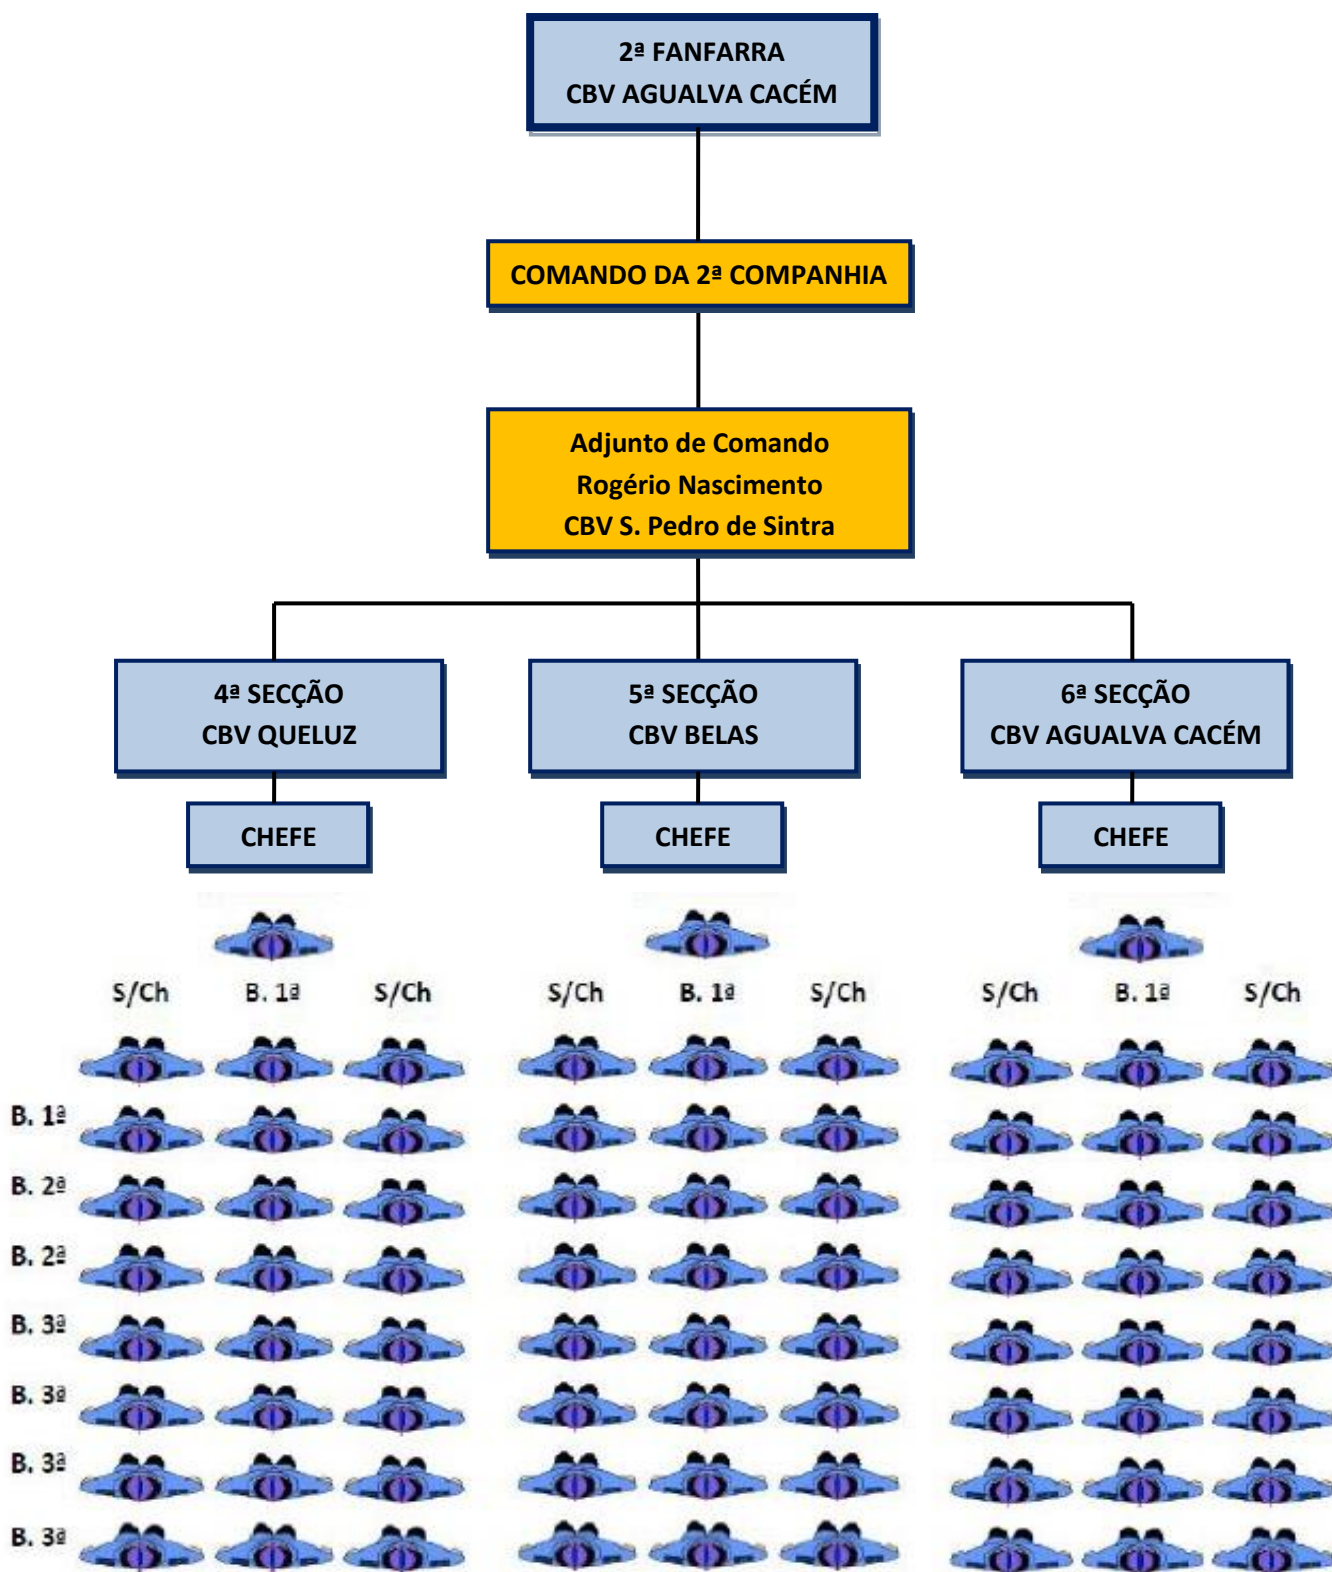 2ª FANFARRA
CBV AGUALVA CACÉM
COMANDO DA 2ª COMPANHIA
Adjunto de Comando
Rogério Nascimento
CBV S. Pedro de Sintra
4ª SECÇÃO
CBV QUELUZ
5ª SECÇÃO
CBV BELAS
6ª SECÇÃO
CBV AGUALVA CACÉM
CHEFE
CHEFE
CHEFE
S/Ch B. 1ª S/Ch
S/Ch B. 1ª S/Ch
S/Ch B. 1ª S/Ch
B. 1ª
B. 2ª
B. 2ª
B. 3ª
B. 3ª
B. 3ª
B. 3ª